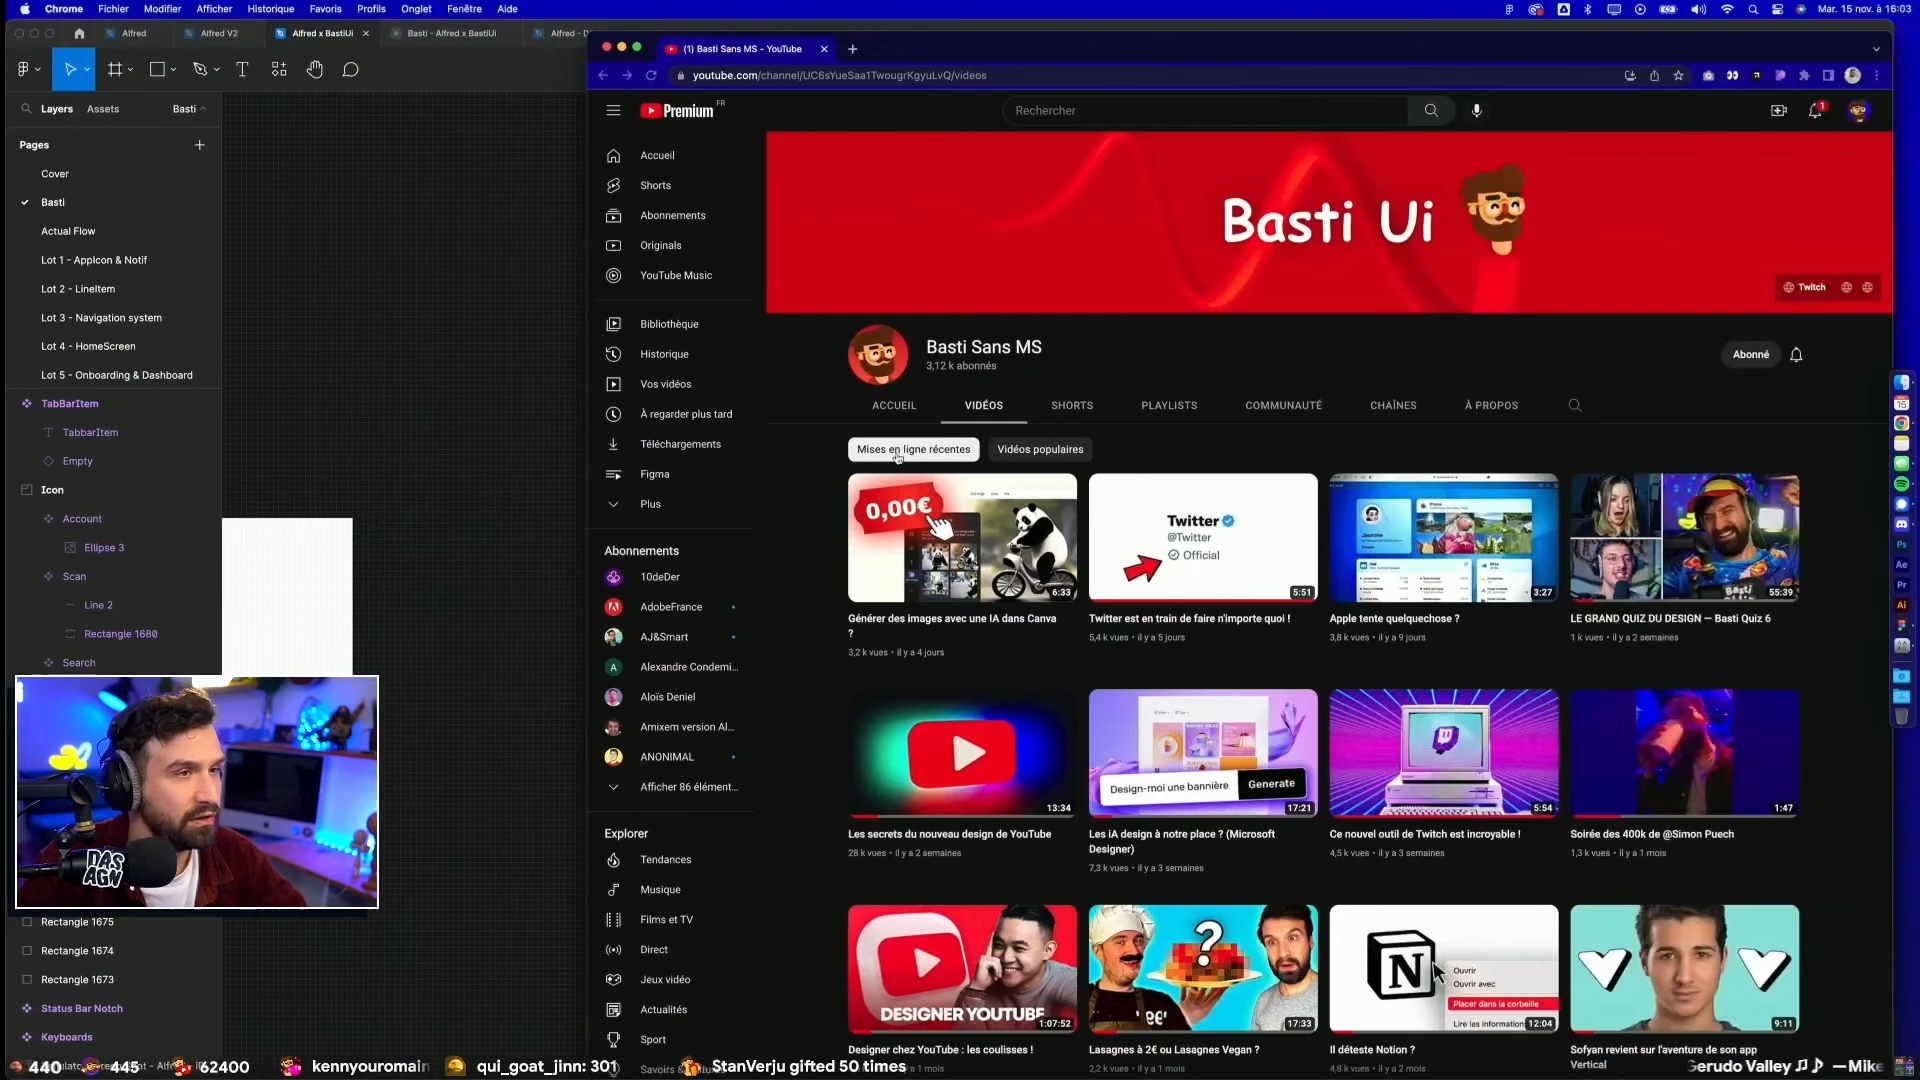 Chrome Fichier Modifier Afficher Historique Favoris Profils Onglet Fenêtre Aide
Mar. 15 nov. à 16:03
Alfred
Alfred V2
Alfred x BastiUi
Basti - Alfred x BastiUi
Alfred - D
(1) Basti Sans MS - YouTube
youtube.com/channel/UC6sYueSaa1TwougrKgyuLvQ/videos
Layers
Assets
Basti
Pages
Cover
Basti
Actual Flow
Lot 1 - AppIcon & Notif
Lot 2 - LineItem
Lot 3 - Navigation system
Lot 4 - HomeScreen
Lot 5 - Onboarding & Dashboard
TabBarItem
TabbarItem
Empty
Icon
Account
Ellipse 3
Scan
Line 2
Rectangle 1680
Search
DAS
AGN
Rectangle 1675
Rectangle 1674
Rectangle 1673
Status Bar Notch
Keyboards
Premium FR
Rechercher
1
Accueil
Shorts
Abonnements
Originals
YouTube Music
Bibliothèque
Historique
Vos vidéos
À regarder plus tard
Téléchargements
Figma
Plus
Abonnements
10deDer
AdobeFrance
AJ&Smart
A
Alexandre Condemi...
Aloïs Deniel
Amixem version Al...
ANONIMAL
Afficher 86 élément...
Explorer
Tendances
Musique
Films et TV
Direct
Jeux vidéo
Actualités
Sport
Basti Ui
Twitch
Basti Sans MS
3,12 k abonnés
Abonné
ACCUEIL VIDÉOS SHORTS PLAYLISTS COMMUNAUTÉ CHAÎNES À PROPOS
Mises en ligne récentes
Vidéos populaires
0,00€
6:33
Générer des images avec une IA dans Canva
?
3,2 k vues • il y a 4 jours
Twitter
@Twitter
Official
5:51
Twitter est en train de faire n'importe quoi !
5,4 k vues • il y a 5 jours
3:27
Apple tente quelquechose ?
3,8 k vues • il y a 9 jours
55:39
LE GRAND QUIZ DU DESIGN — Basti Quiz 6
1 k vues • il y a 2 semaines
13:34
Les secrets du nouveau design de YouTube
28 k vues • il y a 2 semaines
Design-moi une bannière
Generate
17:21
Les iA design à notre place ? (Microsoft
Designer)
7,3 k vues • il y a 3 semaines
5:54
Ce nouvel outil de Twitch est incroyable !
4,5 k vues • il y a 3 semaines
1:47
Soirée des 400k de @Simon Puech
1,3 k vues • il y a 1 mois
DESIGNER YOUTUBE
1:07:52
Designer chez YouTube : les coulisses !
il y a 1 mois
?
17:33
Lasagnes à 2€ ou Lasagnes Vegan ?
2,2 k vues • il y a 1 mois
N
Ouvrir
Ouvrir avec
Placer dans la corbeille
Lire les information
12:04
Il déteste Notion ?
4,8 k vues • il y a 2 mois
9:11
Sofyan revient sur l'aventure de son app
Vertical
15
Ps
Ae
Pr
Ai
440
445
62400
kennyouromain
qui_goat_jinn: 301
StanVerju gifted 50 times
Gerudo Valley ♫♪ —Mike